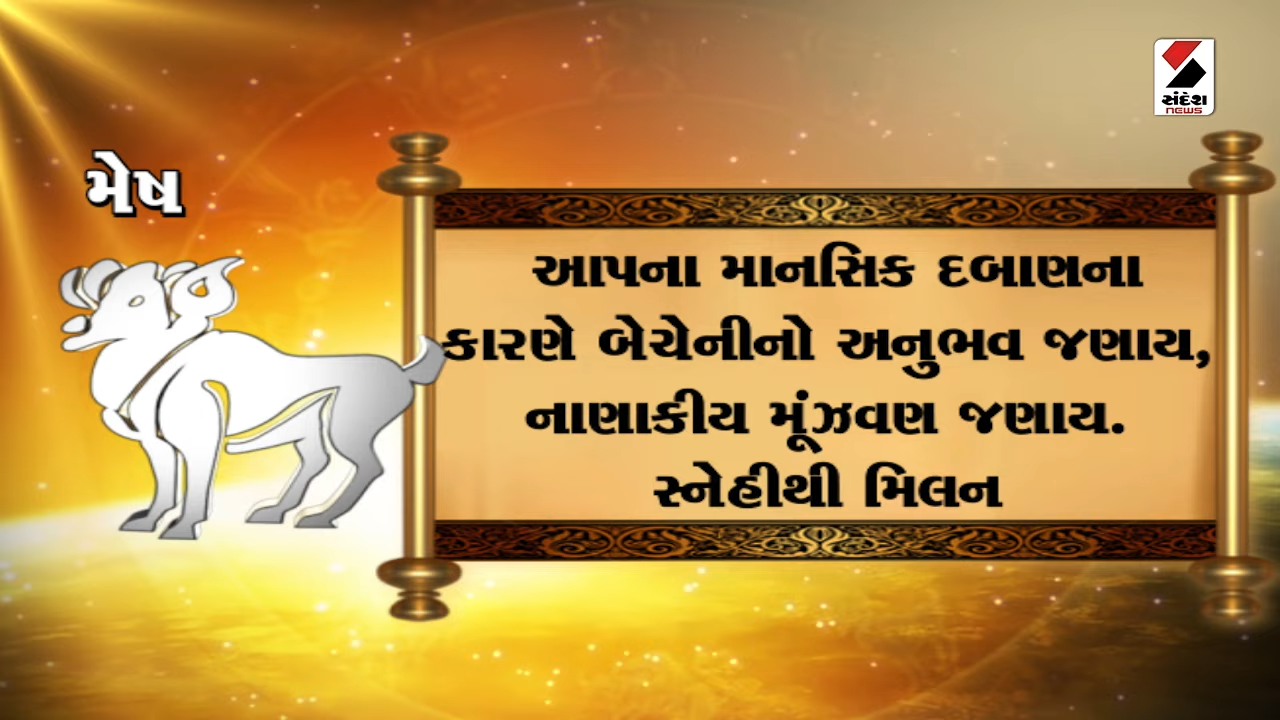 સંદેશ
NEWS
મેષ
આપના માનસિક દબાણના
કારણે બેચેનીનો અનુભવ જણાય,
નાણાકીય મૂંઝવણ જણાય.
સ્નેહીથી મિલન